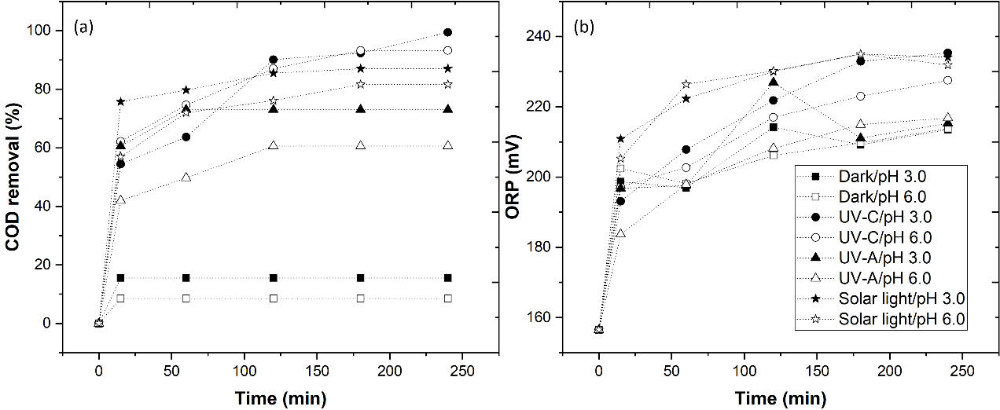 (a)
COD removal (%)
100
80
60
40
20
0
0 50 100 150 200 250
Time (min)
(b)
ORP (mV)
240
220
200
180
160
0 50 100 150 200 250
Time (min)
Dark/pH 3.0
Dark/pH 6.0
UV-C/pH 3.0
UV-C/pH 6.0
UV-A/pH 3.0
UV-A/pH 6.0
Solar light/pH 3.0
Solar light/pH 6.0